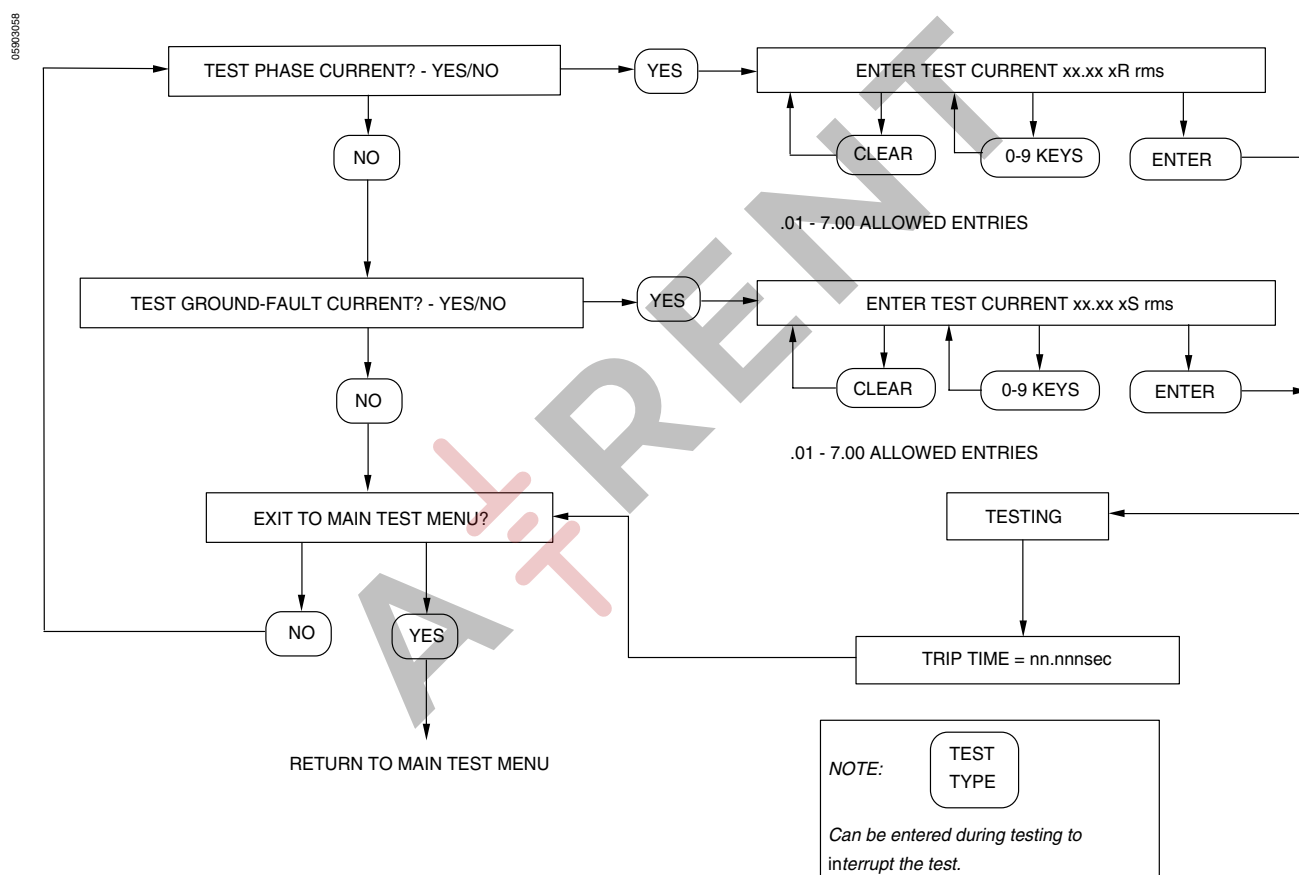 05903058
TEST PHASE CURRENT? - YES/NO
YES
ENTER TEST CURRENT xx.xx xR rms
NO
CLEAR
0-9 KEYS
ENTER
.01 - 7.00 ALLOWED ENTRIES
TEST GROUND-FAULT CURRENT? - YES/NO
YES
ENTER TEST CURRENT xx.xx xS rms
NO
CLEAR
0-9 KEYS
ENTER
.01 - 7.00 ALLOWED ENTRIES
EXIT TO MAIN TEST MENU?
TESTING
NO
YES
TRIP TIME = nn.nnnsec
RETURN TO MAIN TEST MENU
NOTE:
TEST
TYPE
Can be entered during testing to
interrupt the test.
A RENT